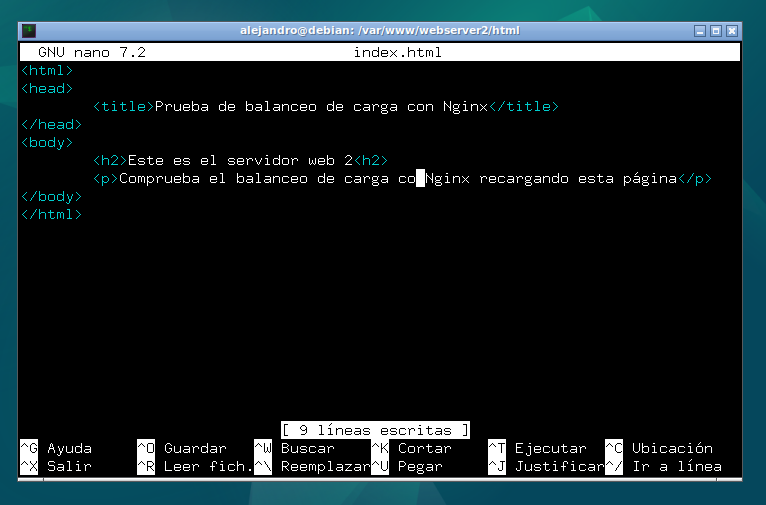 alejandro@debian: /var/www/webserver2/html
GNU nano 7.2 index.html
<html>
<head>
<title>Prueba de balanceo de carga con Nginx</title>
</head>
<body>
<h2>Este es el servidor web 2<h2>
<p>Comprueba el balanceo de carga co Nginx recargando esta página</p>
</body>
</html>
[ 9 líneas escritas ]
^G Ayuda ^O Guardar ^W Buscar ^K Cortar ^T Ejecutar ^C Ubicación
^X Salir ^R Leer fich. ^\ Reemplazar ^U Pegar ^J Justificar ^/ Ir a línea